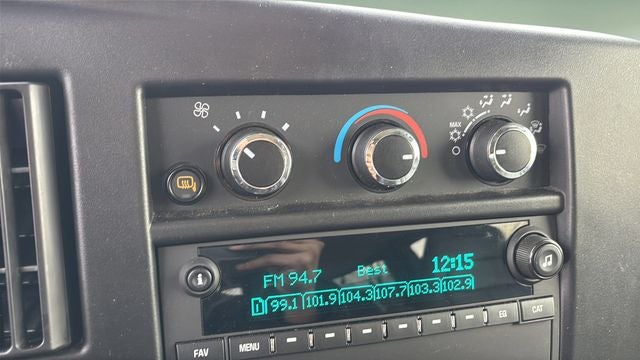 MAX
FM 94.7 Best 12:15
1 99.1 101.9 104.3 107.7 103.3 102.9
FAV MENU EQ CAT